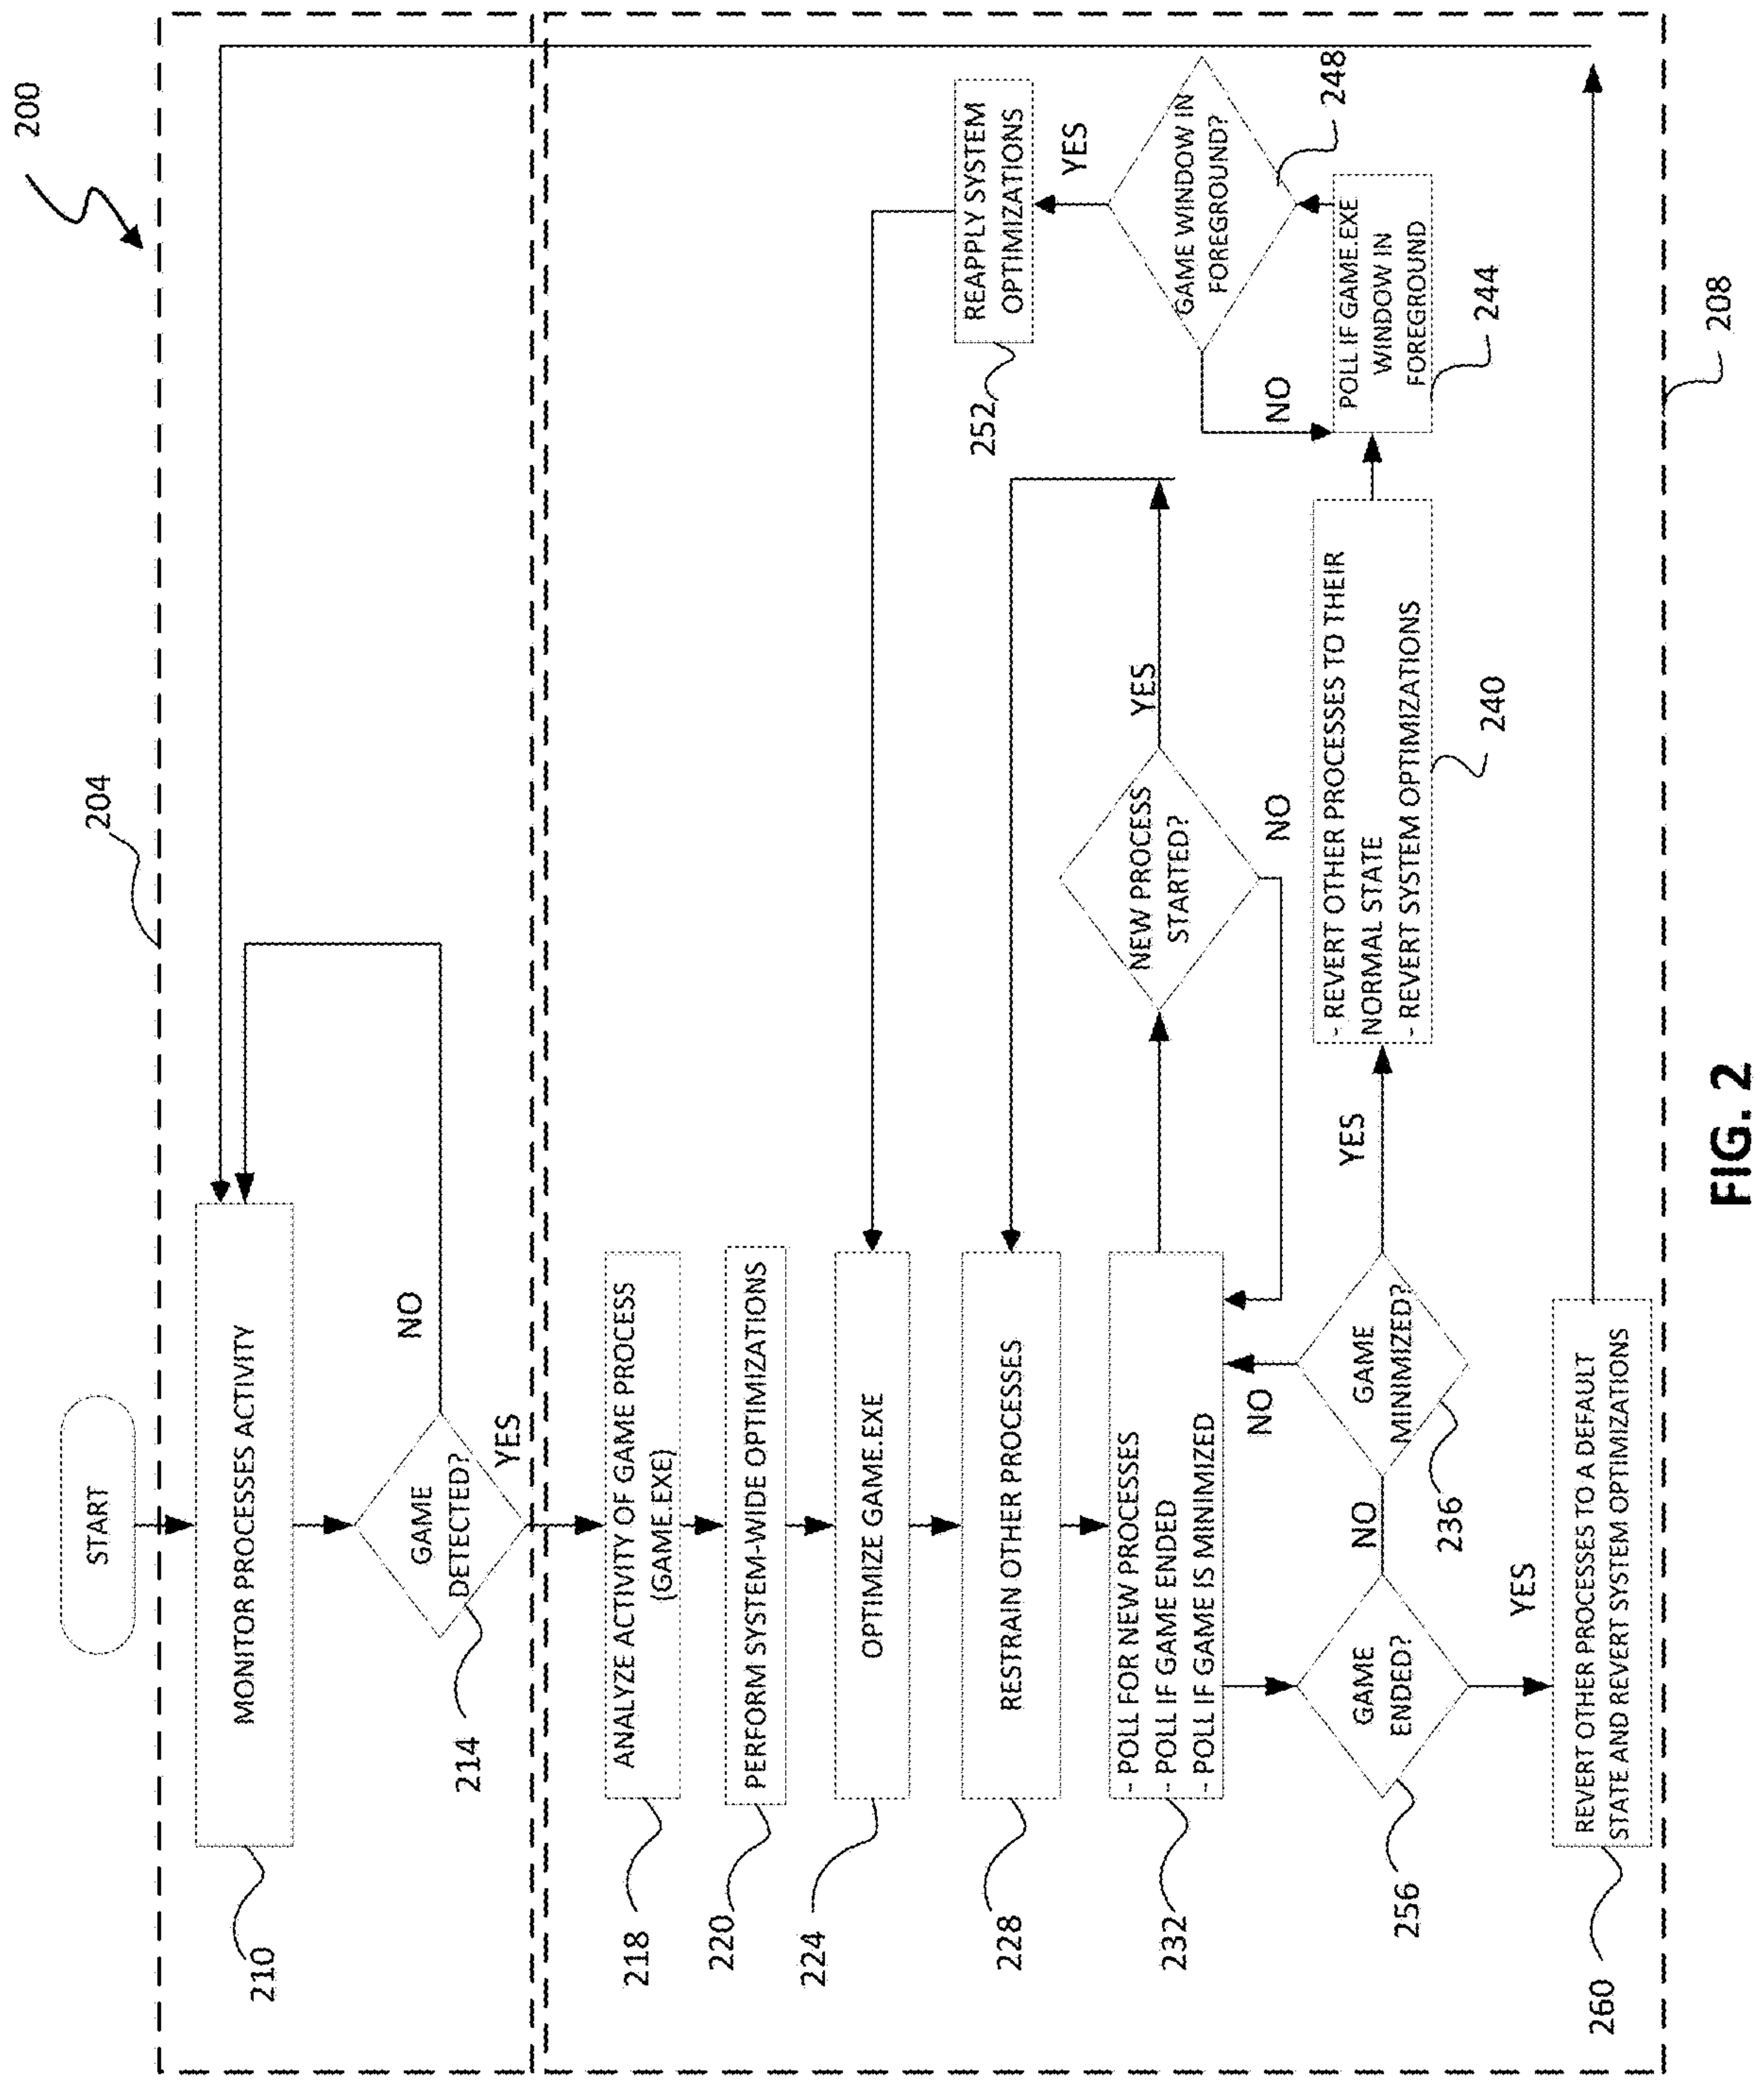 200
204
START
MONITOR PROCESSES ACTIVITY
210
GAME
DETECTED?
NO
YES
214
ANALYZE ACTIVITY OF GAME PROCESS
(GAME.EXE)
218
PERFORM SYSTEM-WIDE OPTIMIZATIONS
220
OPTIMIZE GAME.EXE
224
RESTRAIN OTHER PROCESSES
228
- POLL FOR NEW PROCESSES
- POLL IF GAME ENDED
- POLL IF GAME IS MINIMIZED
232
NEW PROCESS
STARTED?
YES
NO
REAPPLY SYSTEM
OPTIMIZATIONS
252
YES
GAME WINDOW IN
FOREGROUND?
248
NO
POLL IF GAME.EXE
WINDOW IN
FOREGROUND
244
GAME
ENDED?
256
NO
GAME
MINIMIZED?
236
NO
YES
- REVERT OTHER PROCESSES TO THEIR
NORMAL STATE
- REVERT SYSTEM OPTIMIZATIONS
240
YES
REVERT OTHER PROCESSES TO A DEFAULT
STATE AND REVERT SYSTEM OPTIMIZATIONS
260
208
FIG. 2